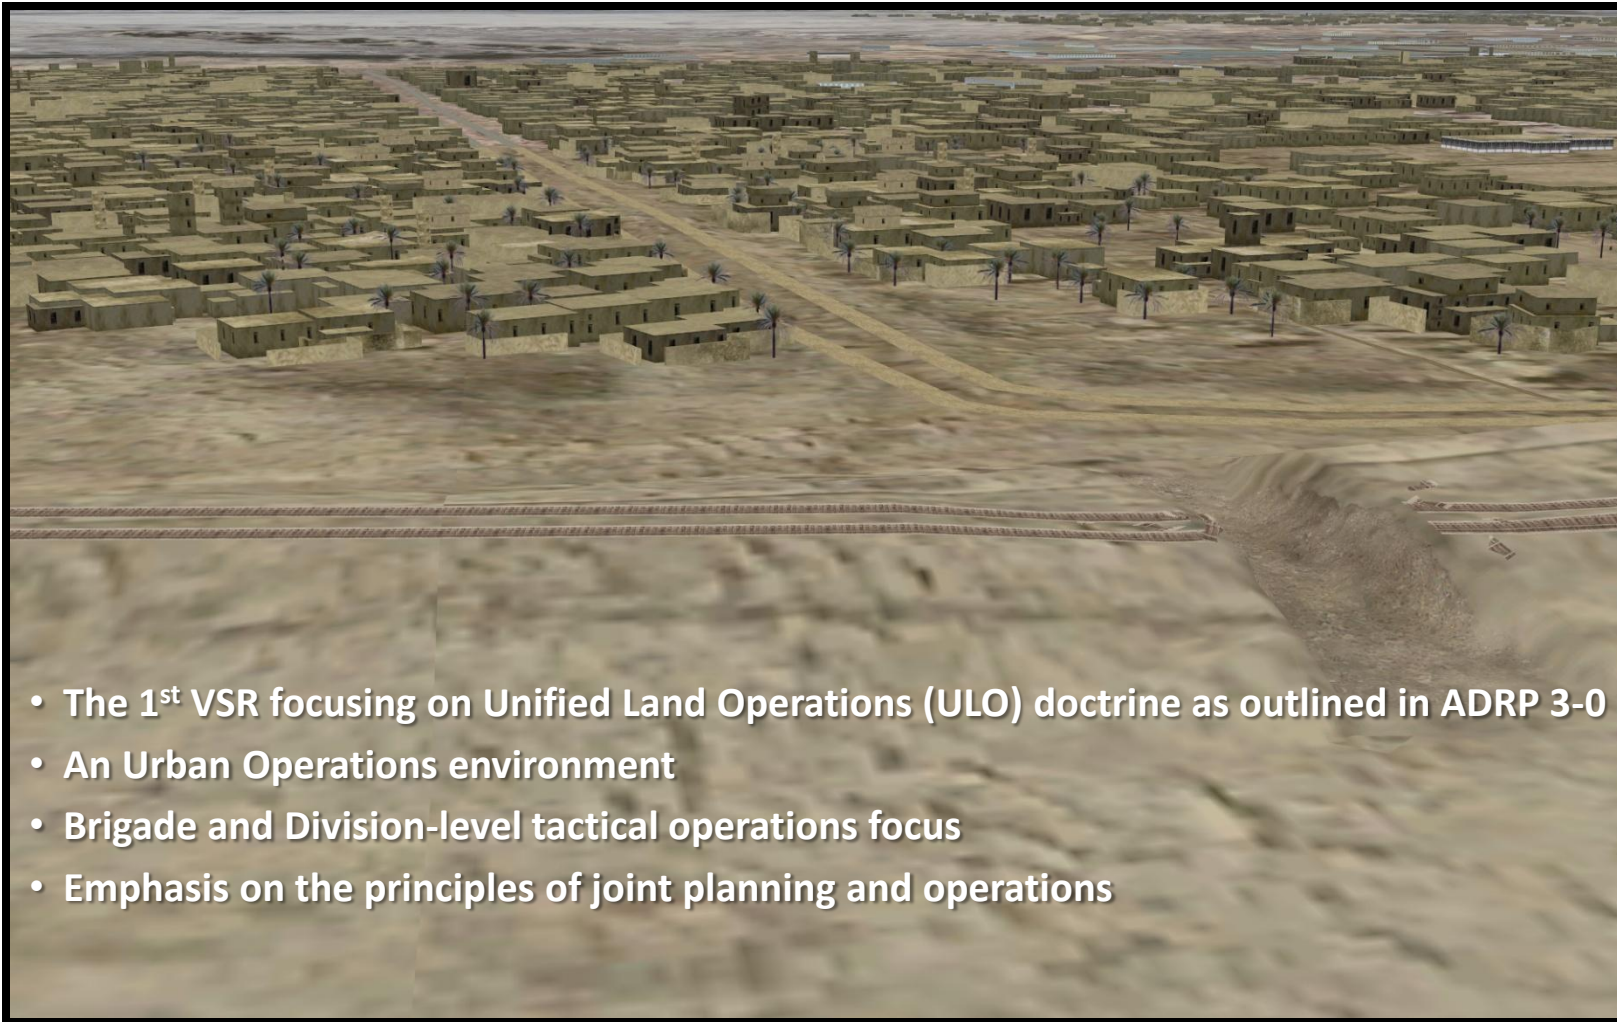 • The 1st VSR focusing on Unified Land Operations (ULO) doctrine as outlined in ADRP 3-0
• An Urban Operations environment
• Brigade and Division-level tactical operations focus
• Emphasis on the principles of joint planning and operations